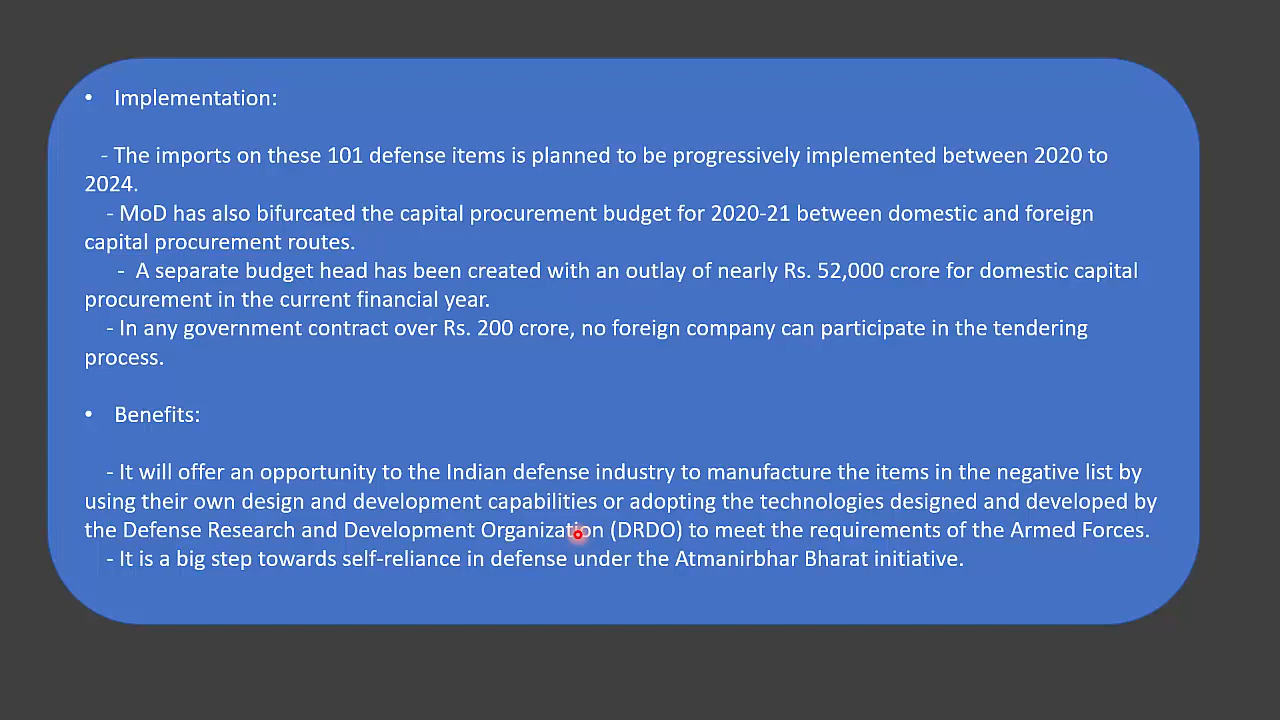 • Implementation:
- The imports on these 101 defense items is planned to be progressively implemented between 2020 to
2024.
- MoD has also bifurcated the capital procurement budget for 2020-21 between domestic and foreign
capital procurement routes.
- A separate budget head has been created with an outlay of nearly Rs. 52,000 crore for domestic capital
procurement in the current financial year.
- In any government contract over Rs. 200 crore, no foreign company can participate in the tendering
process.
• Benefits:
- It will offer an opportunity to the Indian defense industry to manufacture the items in the negative list by
using their own design and development capabilities or adopting the technologies designed and developed by
the Defense Research and Development Organization (DRDO) to meet the requirements of the Armed Forces.
- It is a big step towards self-reliance in defense under the Atmanirbhar Bharat initiative.